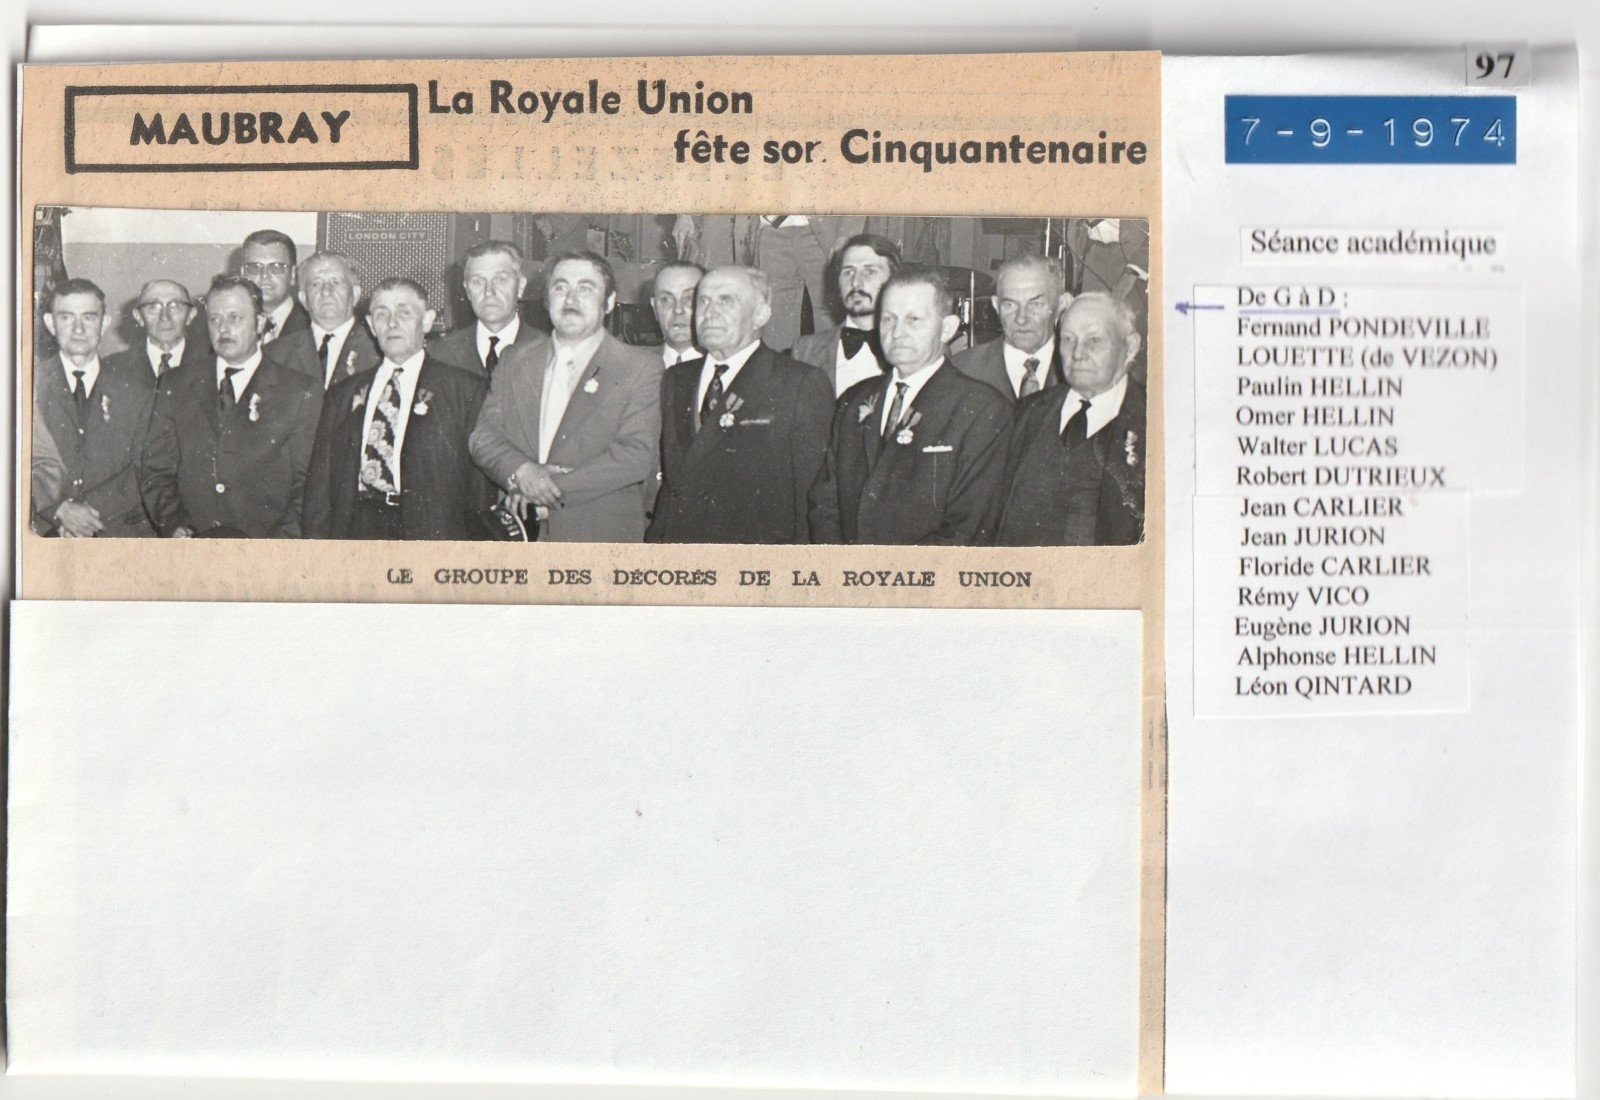 97
MAUBRAY
La Royale Union
fête sor. Cinquantenaire
7-9-1974
LONDON CITY
LE GROUPE DES DÉCORÉS DE LA ROYALE UNION
Séance académique
De G à D :
Fernand PONDEVILLE
LOUETTE (de VEZON)
Paulin HELLIN
Omer HELLIN
Walter LUCAS
Robert DUTRIEUX
Jean CARLIER
Jean JURION
Floride CARLIER
Rémy VICO
Eugène JURION
Alphonse HELLIN
Léon QINTARD